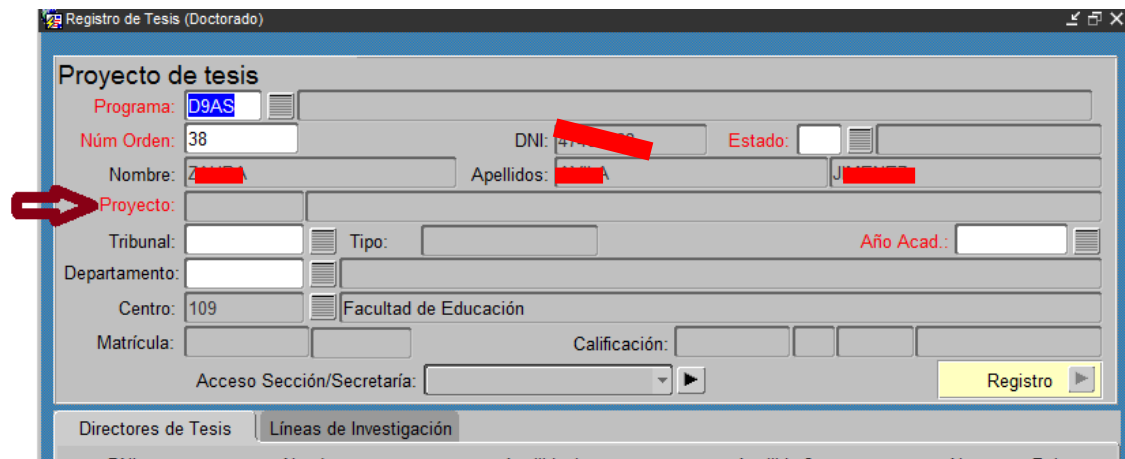 Registro de Tesis (Doctorado)
Proyecto de tesis
Programa: D9AS
Núm Orden: 38 DNI: Estado:
Nombre: Apellidos:
Proyecto:
Tribunal: Tipo: Año Acad.:
Departamento:
Centro: 109 Facultad de Educación
Matrícula: Calificación:
Acceso Sección/Secretaría: Registro
Directores de Tesis Líneas de Investigación